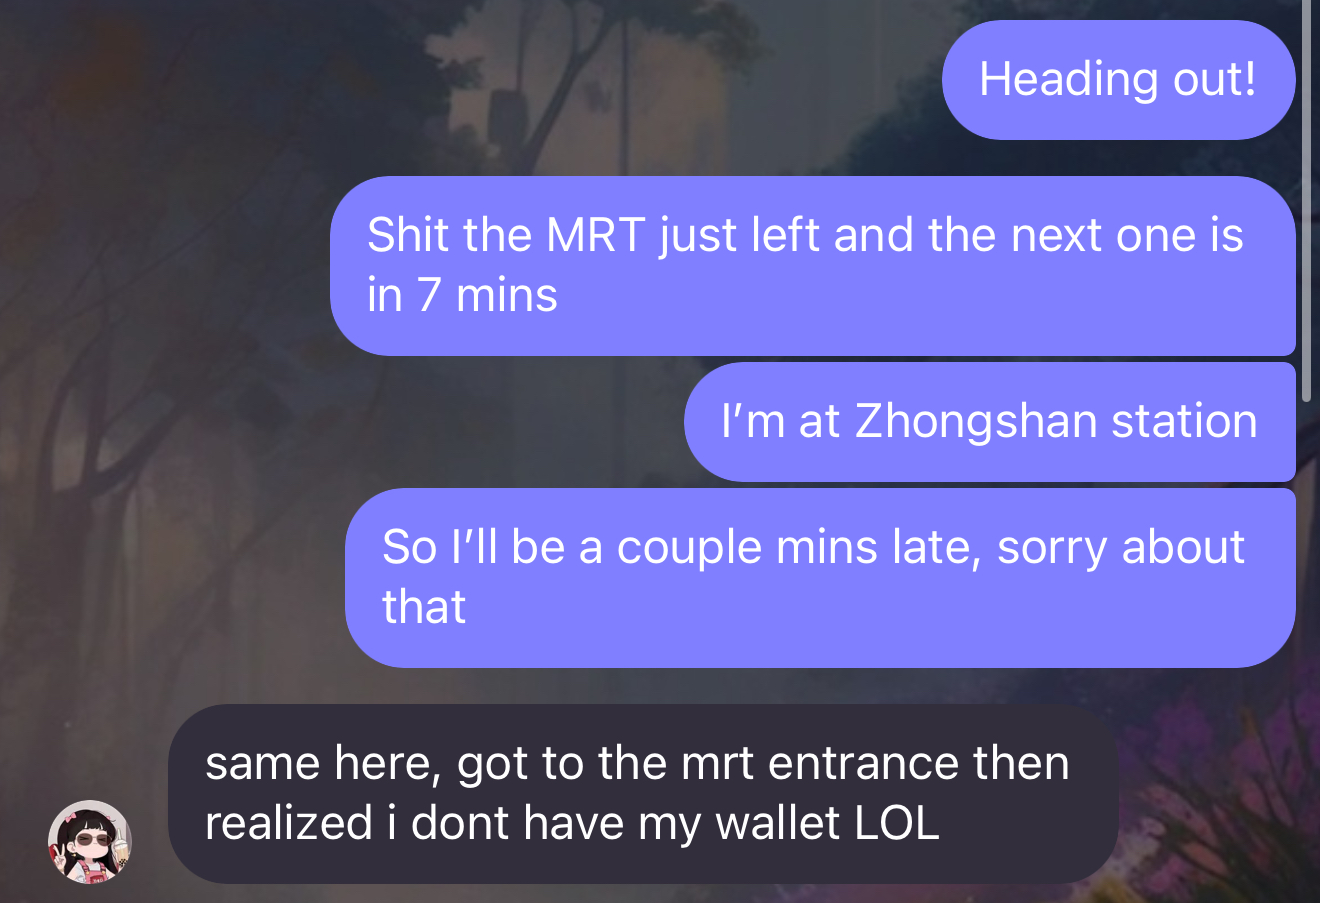 Heading out!
Shit the MRT just left and the next one is
in 7 mins
I’m at Zhongshan station
So I’ll be a couple mins late, sorry about
that
same here, got to the mrt entrance then
realized i dont have my wallet LOL